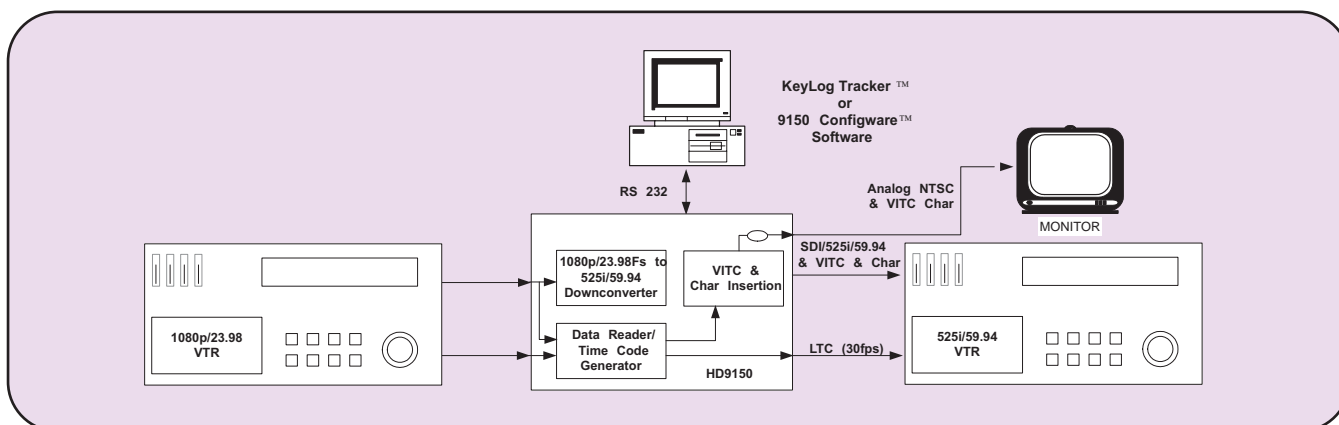 KeyLog Tracker ™
or
9150 Configware™
Software
RS 232
Analog NTSC
& VITC Char
MONITOR
SDI/525i/59.94
& VITC & Char
1080p/23.98Fs to
525i/59.94
Downconverter
VITC &
Char Insertion
1080p/23.98
VTR
Data Reader/
Time Code
Generator
LTC (30fps)
HD9150
525i/59.94
VTR